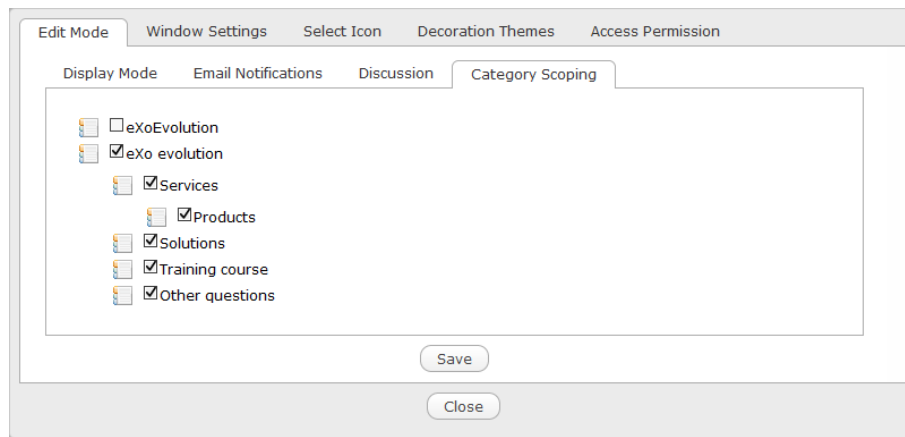 Edit Mode Window Settings Select Icon Decoration Themes Access Permission
Display Mode Email Notifications Discussion Category Scoping
eXoEvolution
eXo evolution
Services
Products
Solutions
Training course
Other questions
Save
Close